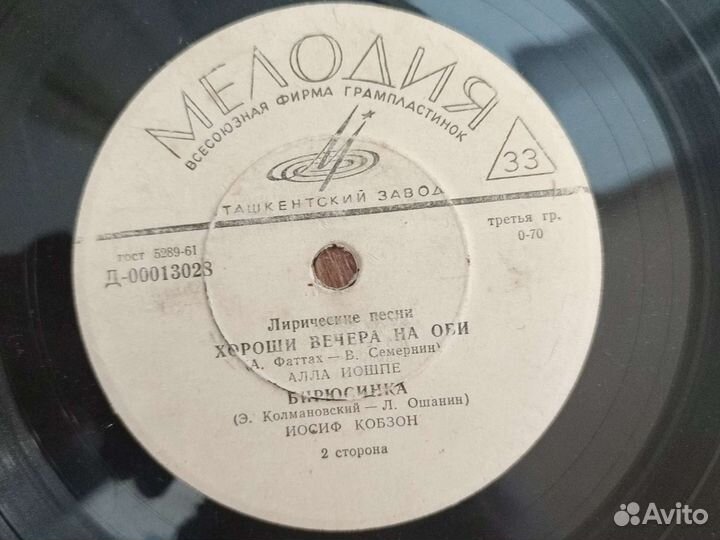 МЕЛОДИЯ
ВСЕСОЮЗНАЯ ФИРМА ГРАМПЛАСТИНОК
33
ТАШКЕНТСКИЙ ЗАВОД
гост 5289-61
третья гр.
Д-00013023
0-70
Лирические песни
ХОРОШИ ВЕЧЕРА НА ОБИ
(А. Фаттах — В. Семернин)
АЛЛА ИОШПЕ
БИРЮСИНКА
(Э. Колмановский — Л. Ошанин)
ИОСИФ КОБЗОН
2 сторона
Avito